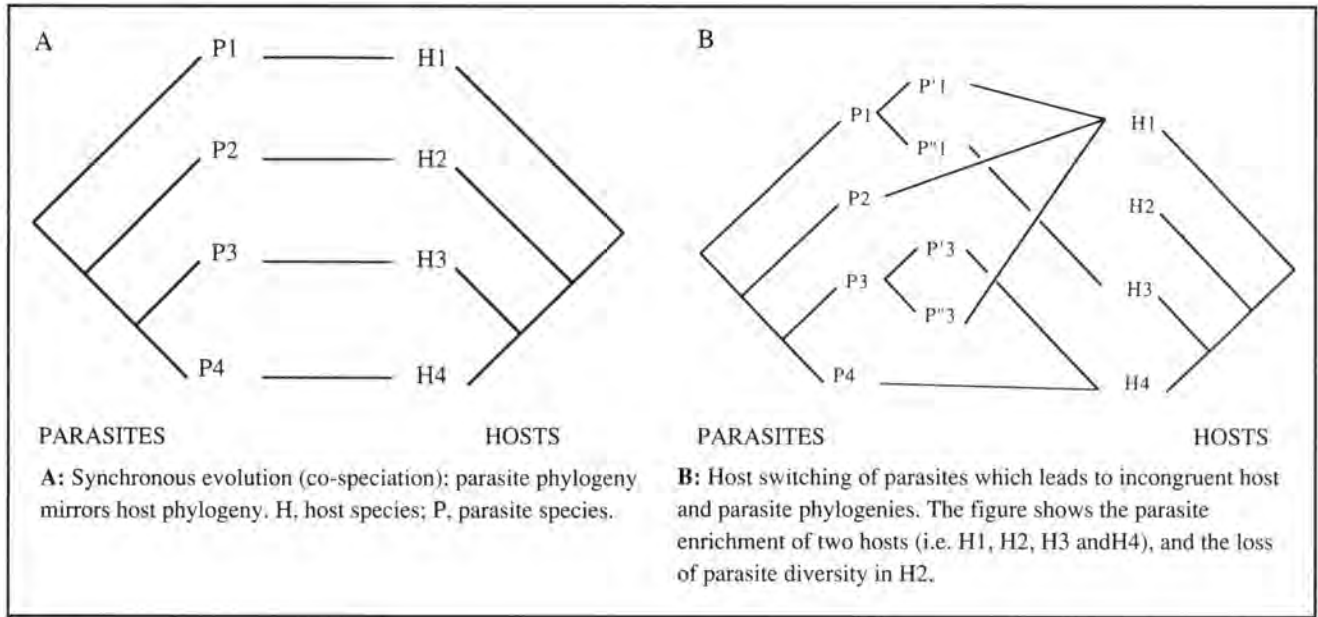 A
P1
H1
P2
H2
P3
H3
P4
H4
PARASITES
HOSTS
A: Synchronous evolution (co-speciation): parasite phylogeny
mirrors host phylogeny. H, host species; P, parasite species.
B
P'1
P1
P"1
H1
P2
H2
P'3
P3
H3
P"3
P4
H4
PARASITES
HOSTS
B: Host switching of parasites which leads to incongruent host
and parasite phylogenies. The figure shows the parasite
enrichment of two hosts (i.e. H1, H2, H3 andH4), and the loss
of parasite diversity in H2.